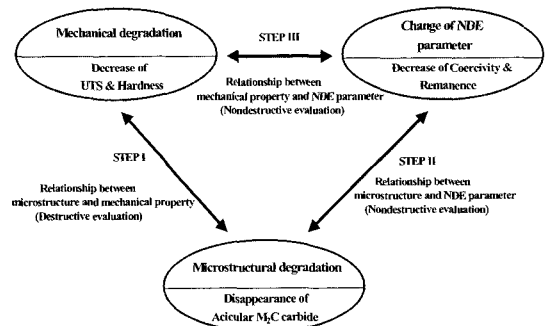 Mechanical degradation
Decrease of
UTS & Hardness
STEP III
Relationship between
mechanical property and NDE parameter
(Nondestructive evaluation)
Change of NDE
parameter
Decrease of Coercivity &
Remanence
STEP I
Relationship between
microstructure and mechanical property
(Destructive evaluation)
STEP II
Relationship between
microstructure and NDE parameter
(Nondestructive evaluation)
Microstructural degradation
Disappearance of
Acicular M₂C carbide